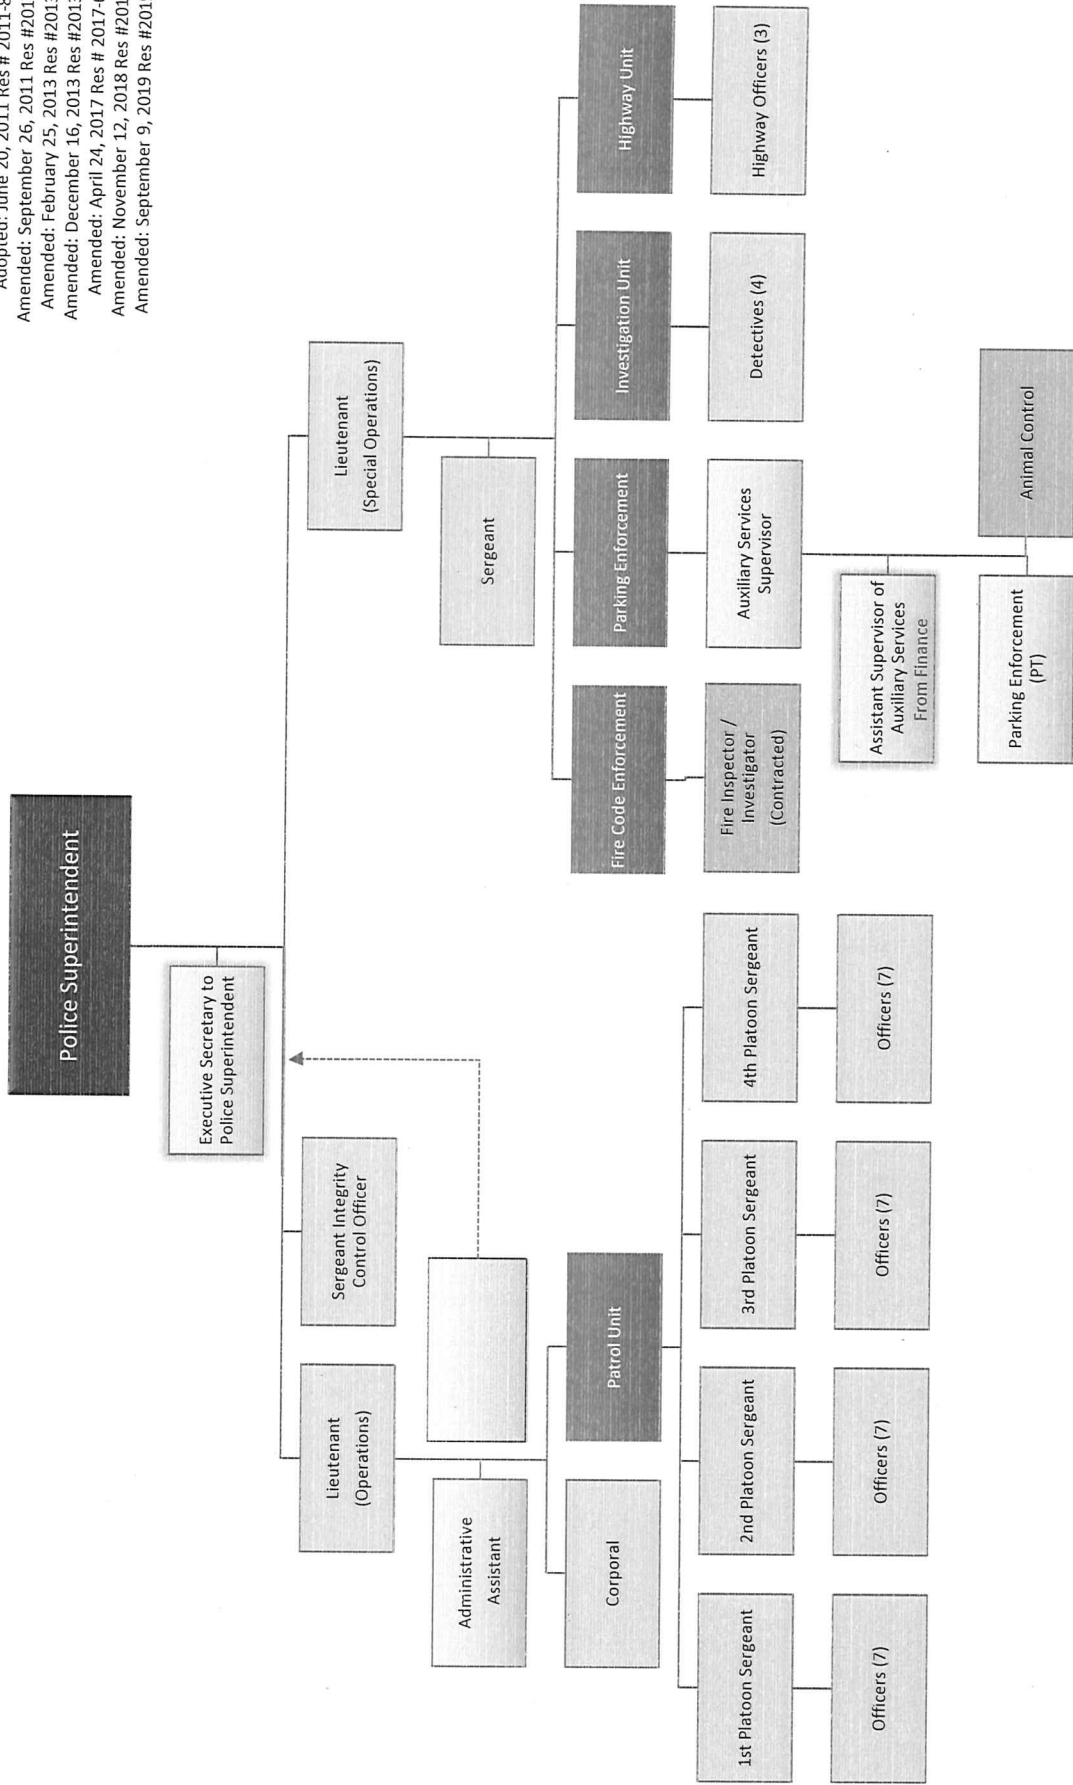 Adopted: June 20, 2011 Res # 2011-8
Amended: September 26, 2011 Res #201
Amended: February 25, 2013 Res #2013
Amended: December 16, 2013 Res #2013
Amended: April 24, 2017 Res # 2017-
Amended: November 12, 2018 Res #201
Amended: September 9, 2019 Res #201
Police Superintendent
Executive Secretary to
Police Superintendent
Lieutenant
(Operations)
Sergeant Integrity
Control Officer
Lieutenant
(Special Operations)
Administrative
Assistant
Sergeant
Corporal
Patrol Unit
Fire Code Enforcement
Parking Enforcement
Investigation Unit
Highway Unit
1st Platoon Sergeant
2nd Platoon Sergeant
3rd Platoon Sergeant
4th Platoon Sergeant
Fire Inspector /
Investigator
(Contracted)
Auxiliary Services
Supervisor
Detectives (4)
Highway Officers (3)
Officers (7)
Officers (7)
Officers (7)
Officers (7)
Assistant Supervisor of
Auxiliary Services
From Finance
Parking Enforcement
(PT)
Animal Control